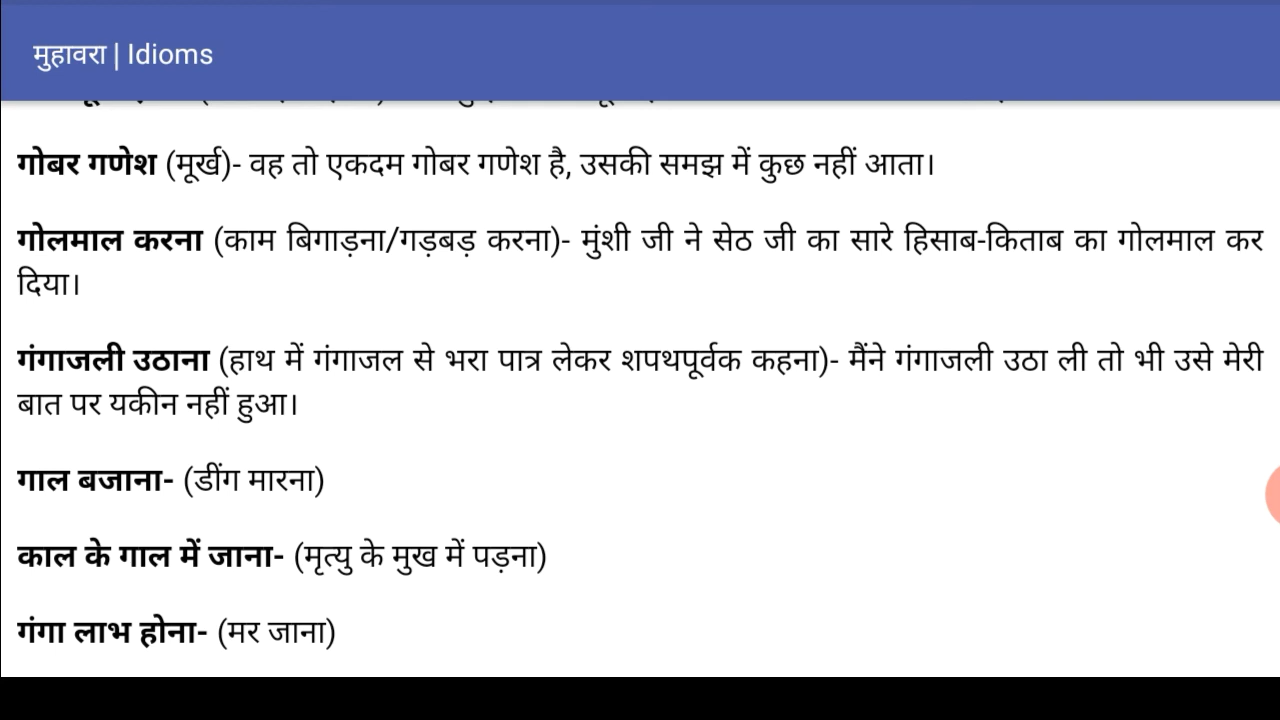 मुहावरा | Idioms
गोबर गणेश (मूर्ख)- वह तो एकदम गोबर गणेश है, उसकी समझ में कुछ नहीं आता।
गोलमाल करना (काम बिगाड़ना/गड़बड़ करना)- मुंशी जी ने सेठ जी का सारे हिसाब-किताब का गोलमाल कर
दिया।
गंगाजली उठाना (हाथ में गंगाजल से भरा पात्र लेकर शपथपूर्वक कहना)- मैंने गंगाजली उठा ली तो भी उसे मेरी
बात पर यकीन नहीं हुआ।
गाल बजाना- (डींग मारना)
काल के गाल में जाना- (मृत्यु के मुख में पड़ना)
गंगा लाभ होना- (मर जाना)